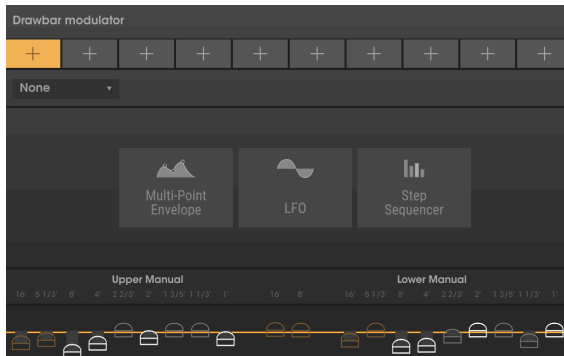 Drawbar modulator
+ + + + + + + + + +
None
Multi-Point
Envelope
LFO
Step
Sequencer
Upper Manual Lower Manual
16' 5 1/3' 8' 4' 2 2/3' 2' 1 3/5' 1 1/3' 1' 16' 8' 16' 5 1/3' 8' 4' 2 2/3' 2' 1 3/5' 1 1/3' 1'